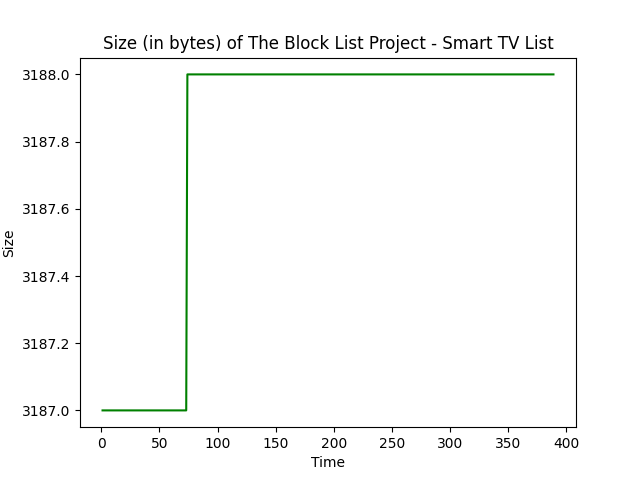 Size (in bytes) of The Block List Project - Smart TV List
3188.0
3187.8
3187.6
3187.4
3187.2
3187.0
Size
0 50 100 150 200 250 300 350 400
Time